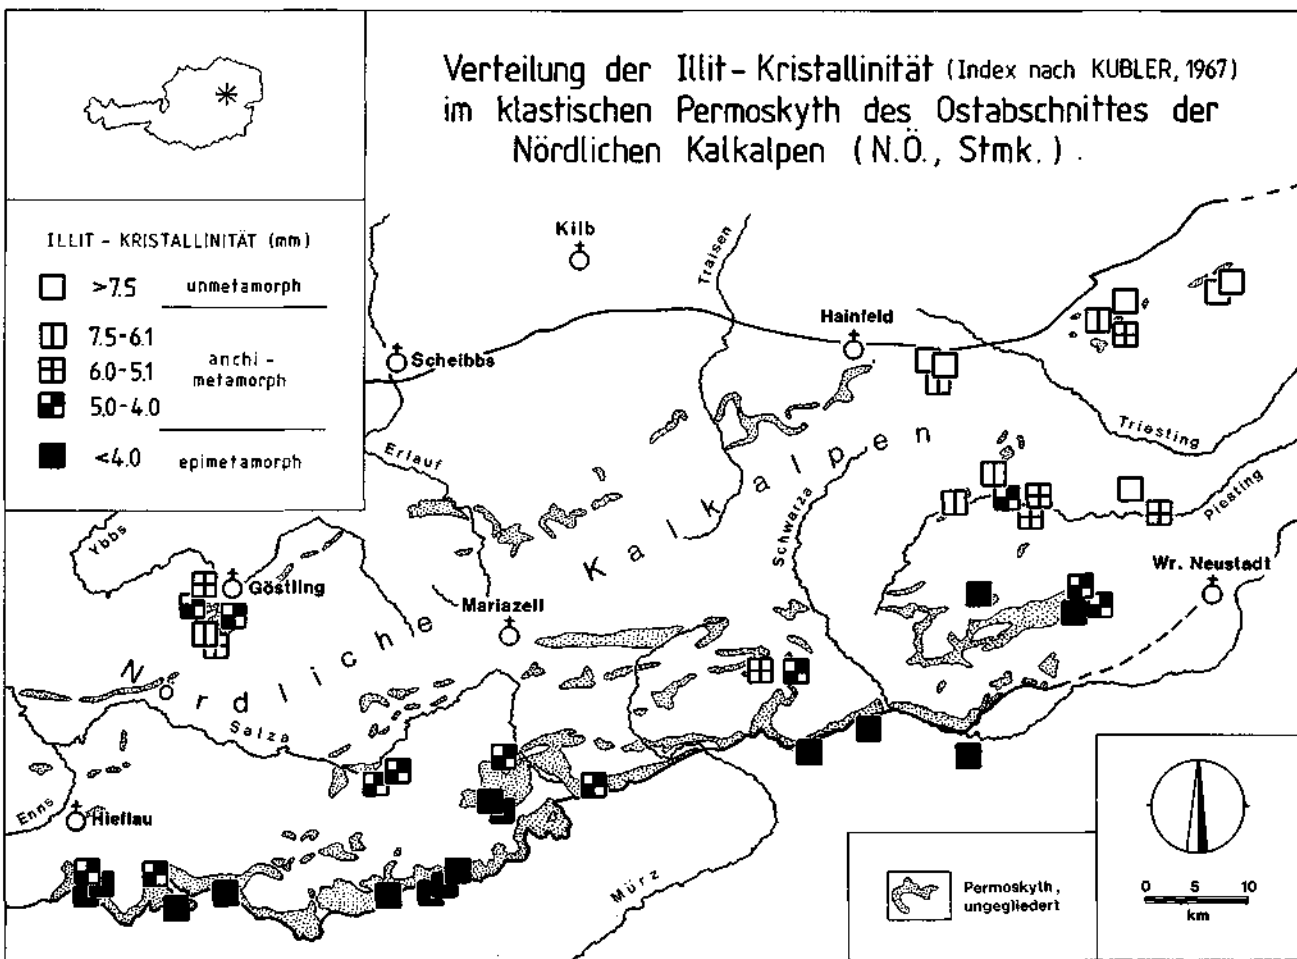 Verteilung der Illit-Kristallinität (Index nach KUBLER, 1967)
im klastischen Permoskyth des Ostabschnittes der
Nördlichen Kalkalpen (N.Ö., Stmk.).
ILLIT - KRISTALLINITÄT (mm)
>7.5 unmetamorph
7.5-6.1
6.0-5.1
5.0-4.0
anchi-
metamorph
<4.0 epimetamorph
Kilb
Traisen
Hainfeld
Scheibbs
Erlauf
Triesting
Piesting
Schwarza
Ybbs
Göstling
Mariazell
Wr. Neustadt
Nördliche Kalkalpen
Salza
Enns
Hieflau
Mürz
Permoskyth,
ungegliedert
0 5 10
km